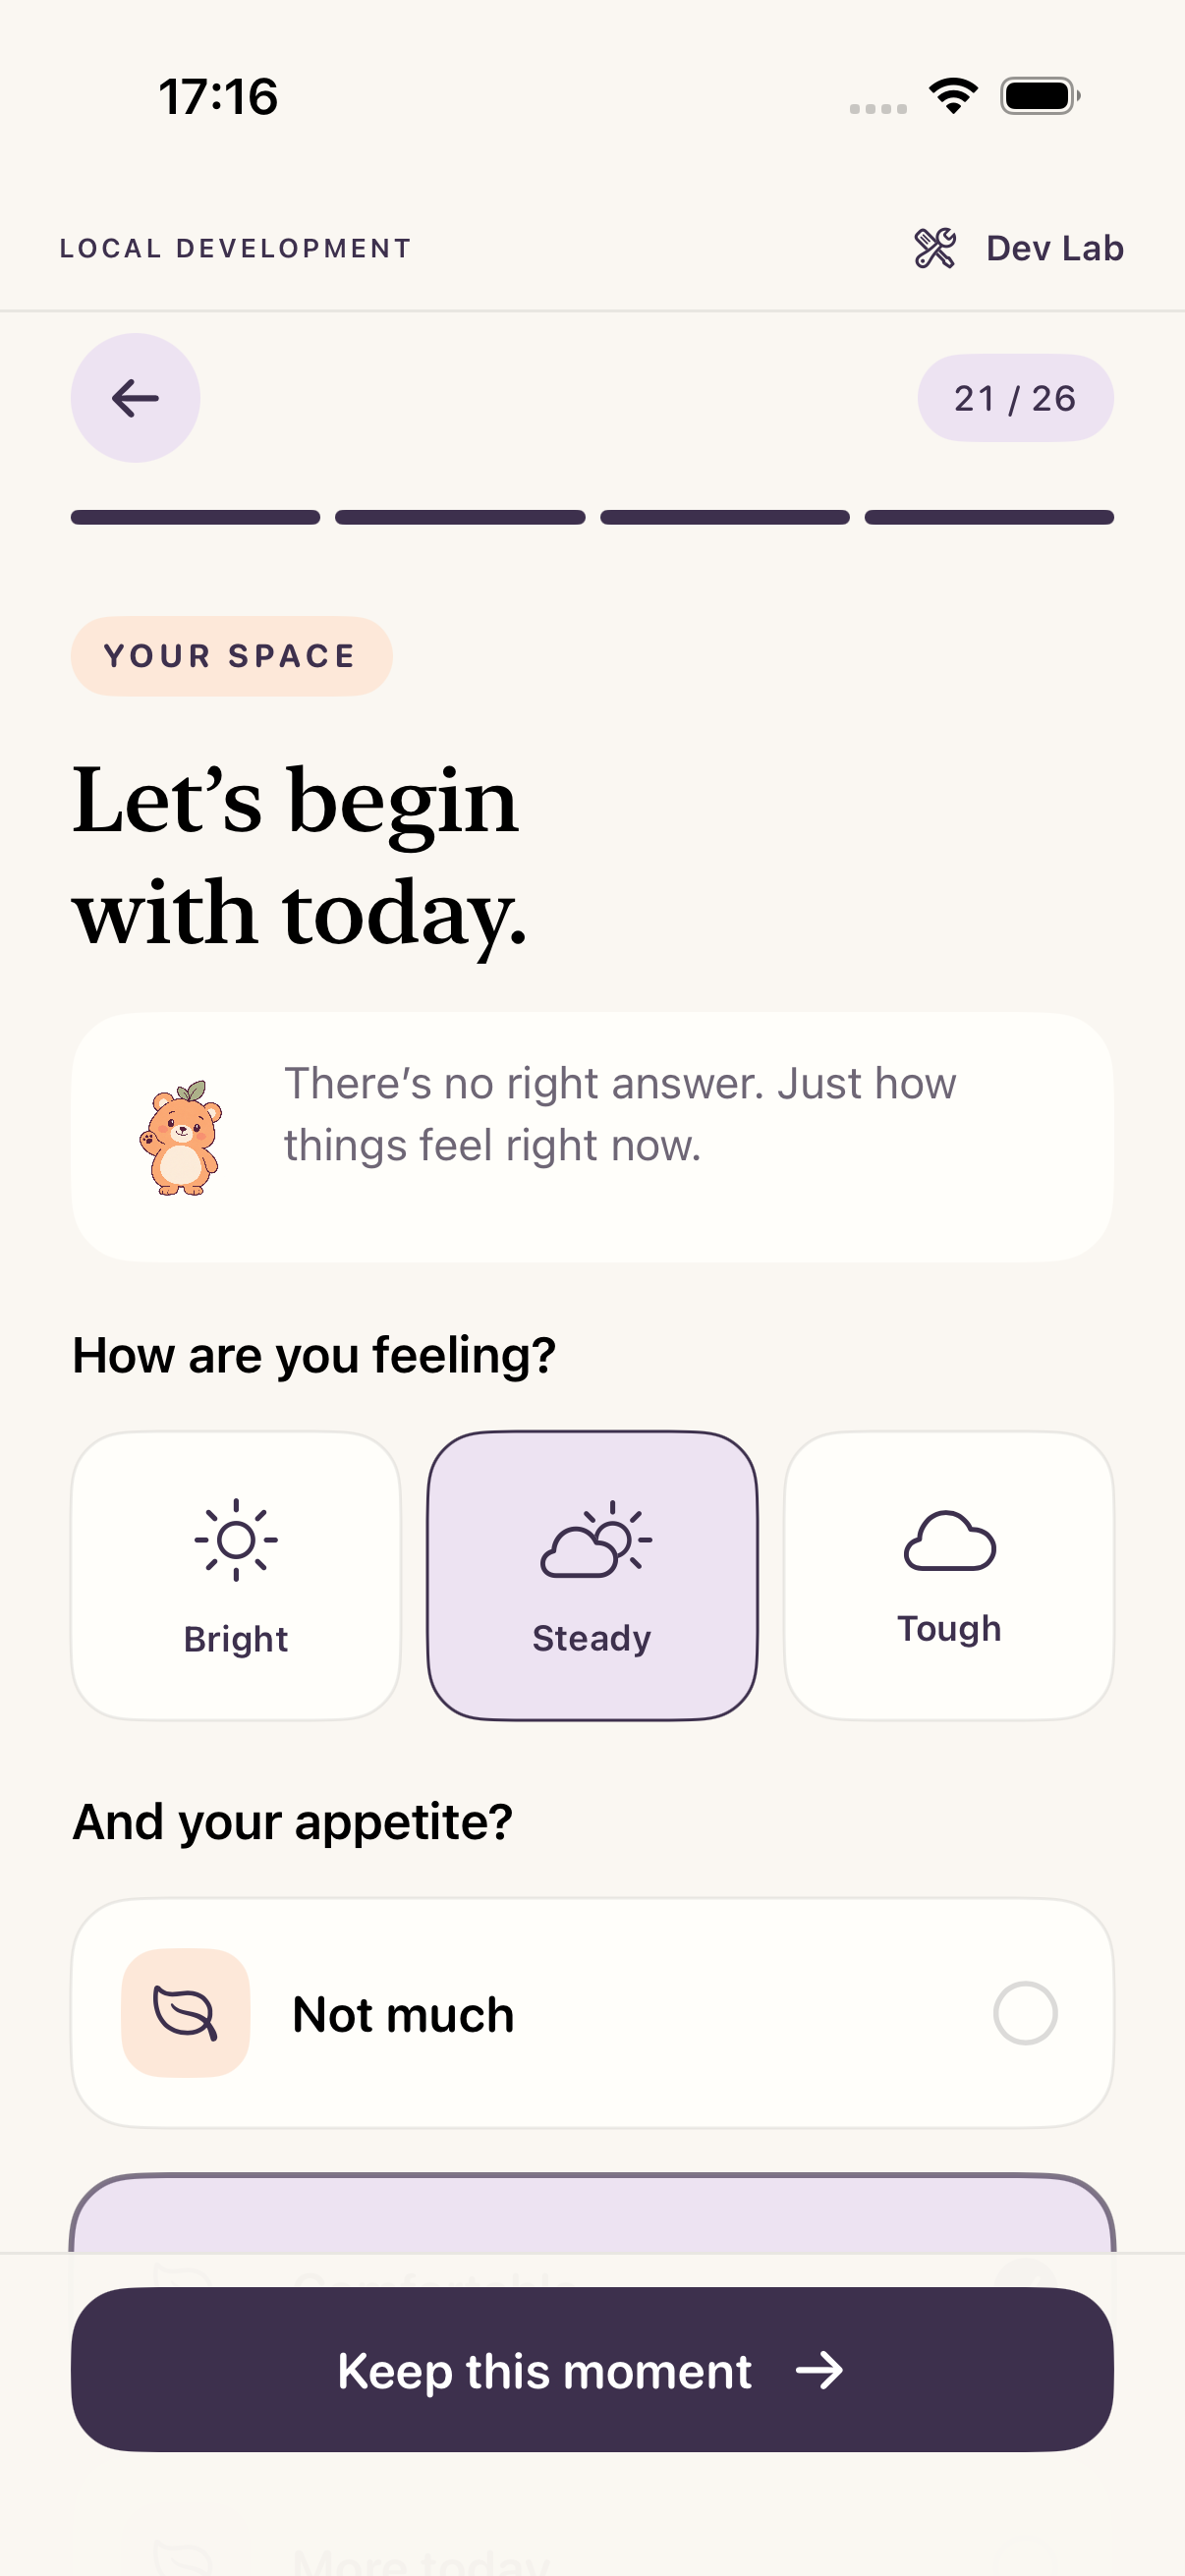 17:16
LOCAL DEVELOPMENT
Dev Lab
21 / 26
YOUR SPACE
Let’s begin
with today.
There’s no right answer. Just how
things feel right now.
How are you feeling?
Bright
Steady
Tough
And your appetite?
Not much
Keep this moment
More today